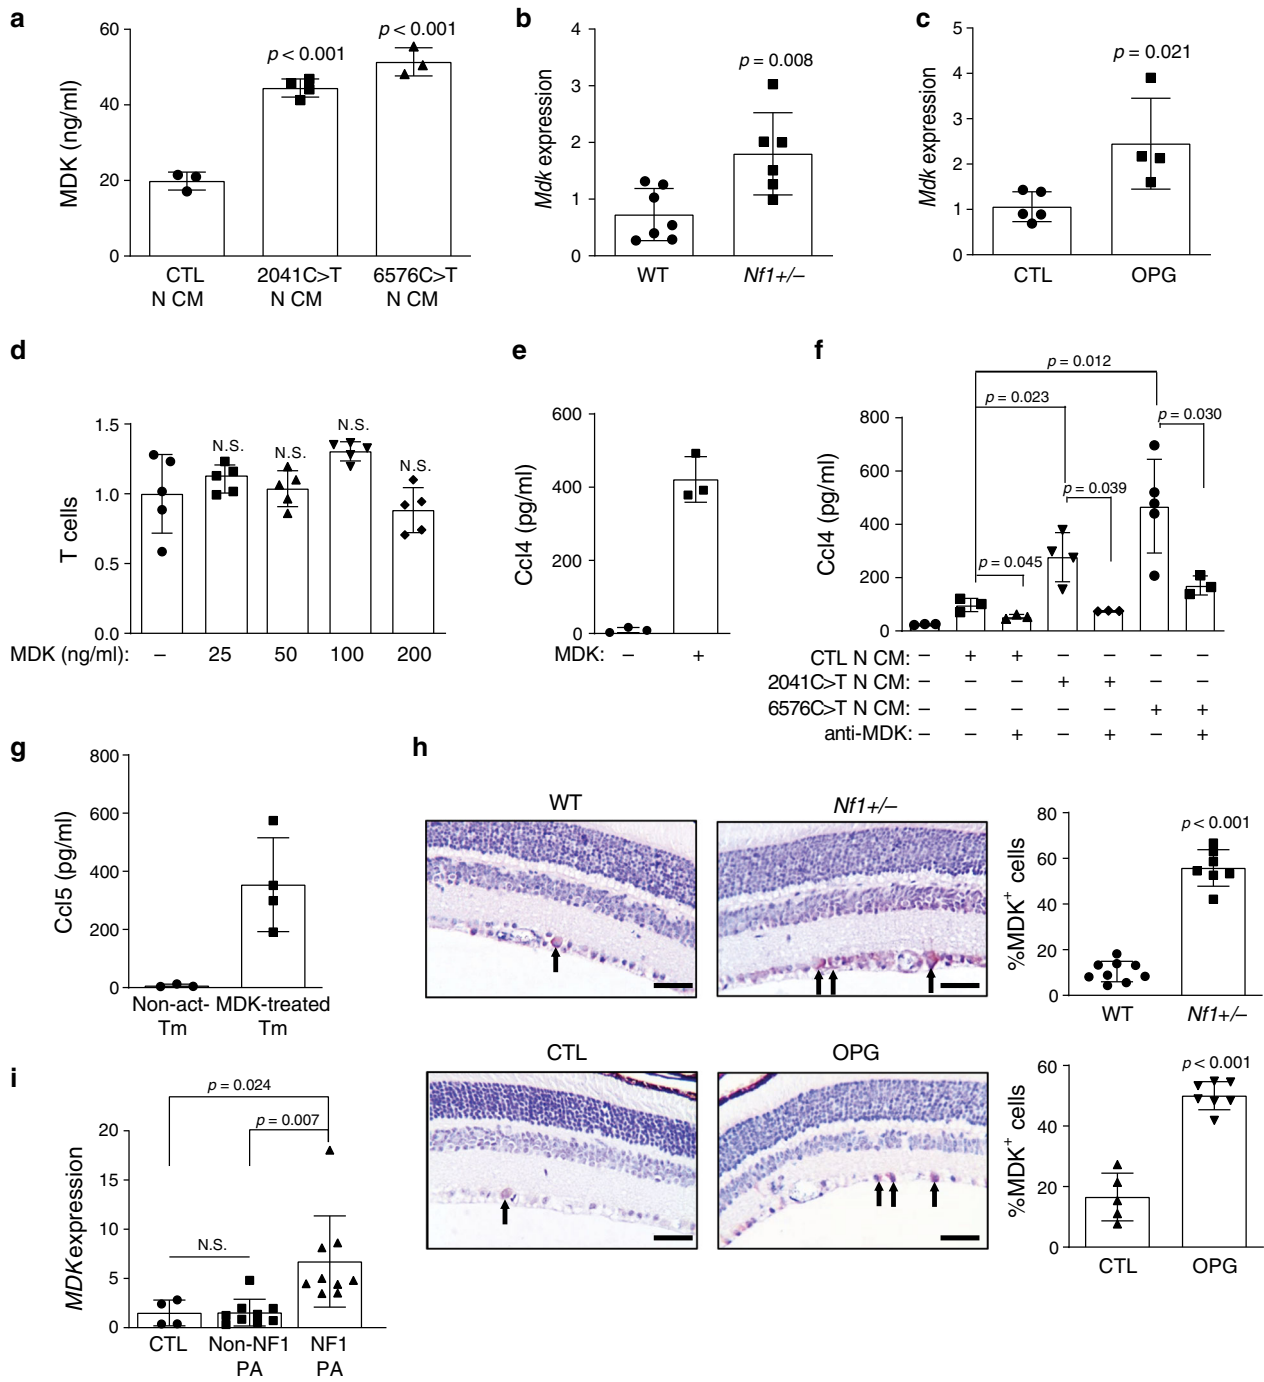 a
MDK (ng/ml)
60
40
20
0
p < 0.001
p < 0.001
CTL
N CM
2041C>T
N CM
6576C>T
N CM
b
Mdk expression
4
3
2
1
0
p = 0.008
WT
Nf1+/–
c
Mdk expression
5
4
3
2
1
0
p = 0.021
CTL
OPG
d
T cells
1.5
1.0
0.5
0.0
N.S.
N.S.
N.S.
N.S.
MDK (ng/ml): – 25 50 100 200
e
Ccl4 (pg/ml)
600
400
200
0
MDK: – +
f
Ccl4 (pg/ml)
800
600
400
200
0
p = 0.012
p = 0.023
p = 0.030
p = 0.039
p = 0.045
CTL N CM: – + + – – – –
2041C>T N CM: – – – + + – –
6576C>T N CM: – – – – – + +
anti-MDK: – – + – + – +
g
Ccl5 (pg/ml)
800
600
400
200
0
Non-act-
Tm
MDK-treated
Tm
h
WT
Nf1+/–
%MDK+ cells
80
60
40
20
0
p < 0.001
WT
Nf1+/–
CTL
OPG
%MDK+ cells
60
40
20
0
p < 0.001
CTL
OPG
i
MDK expression
20
15
10
5
0
p = 0.024
p = 0.007
N.S.
CTL
Non-NF1
PA
NF1
PA